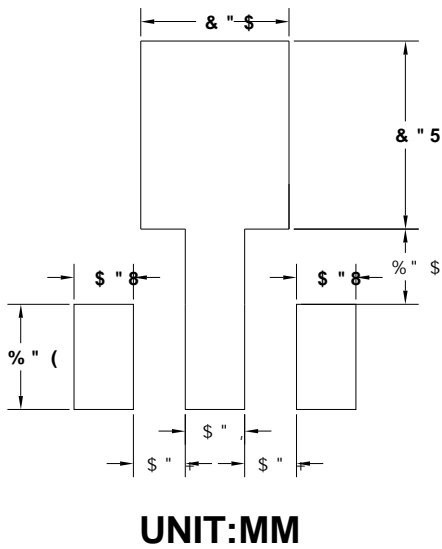 & " $
& " 5
% " $
$ " 8
$ " 8
% " (
$ " ,
$ " +
$ " +
UNIT:MM